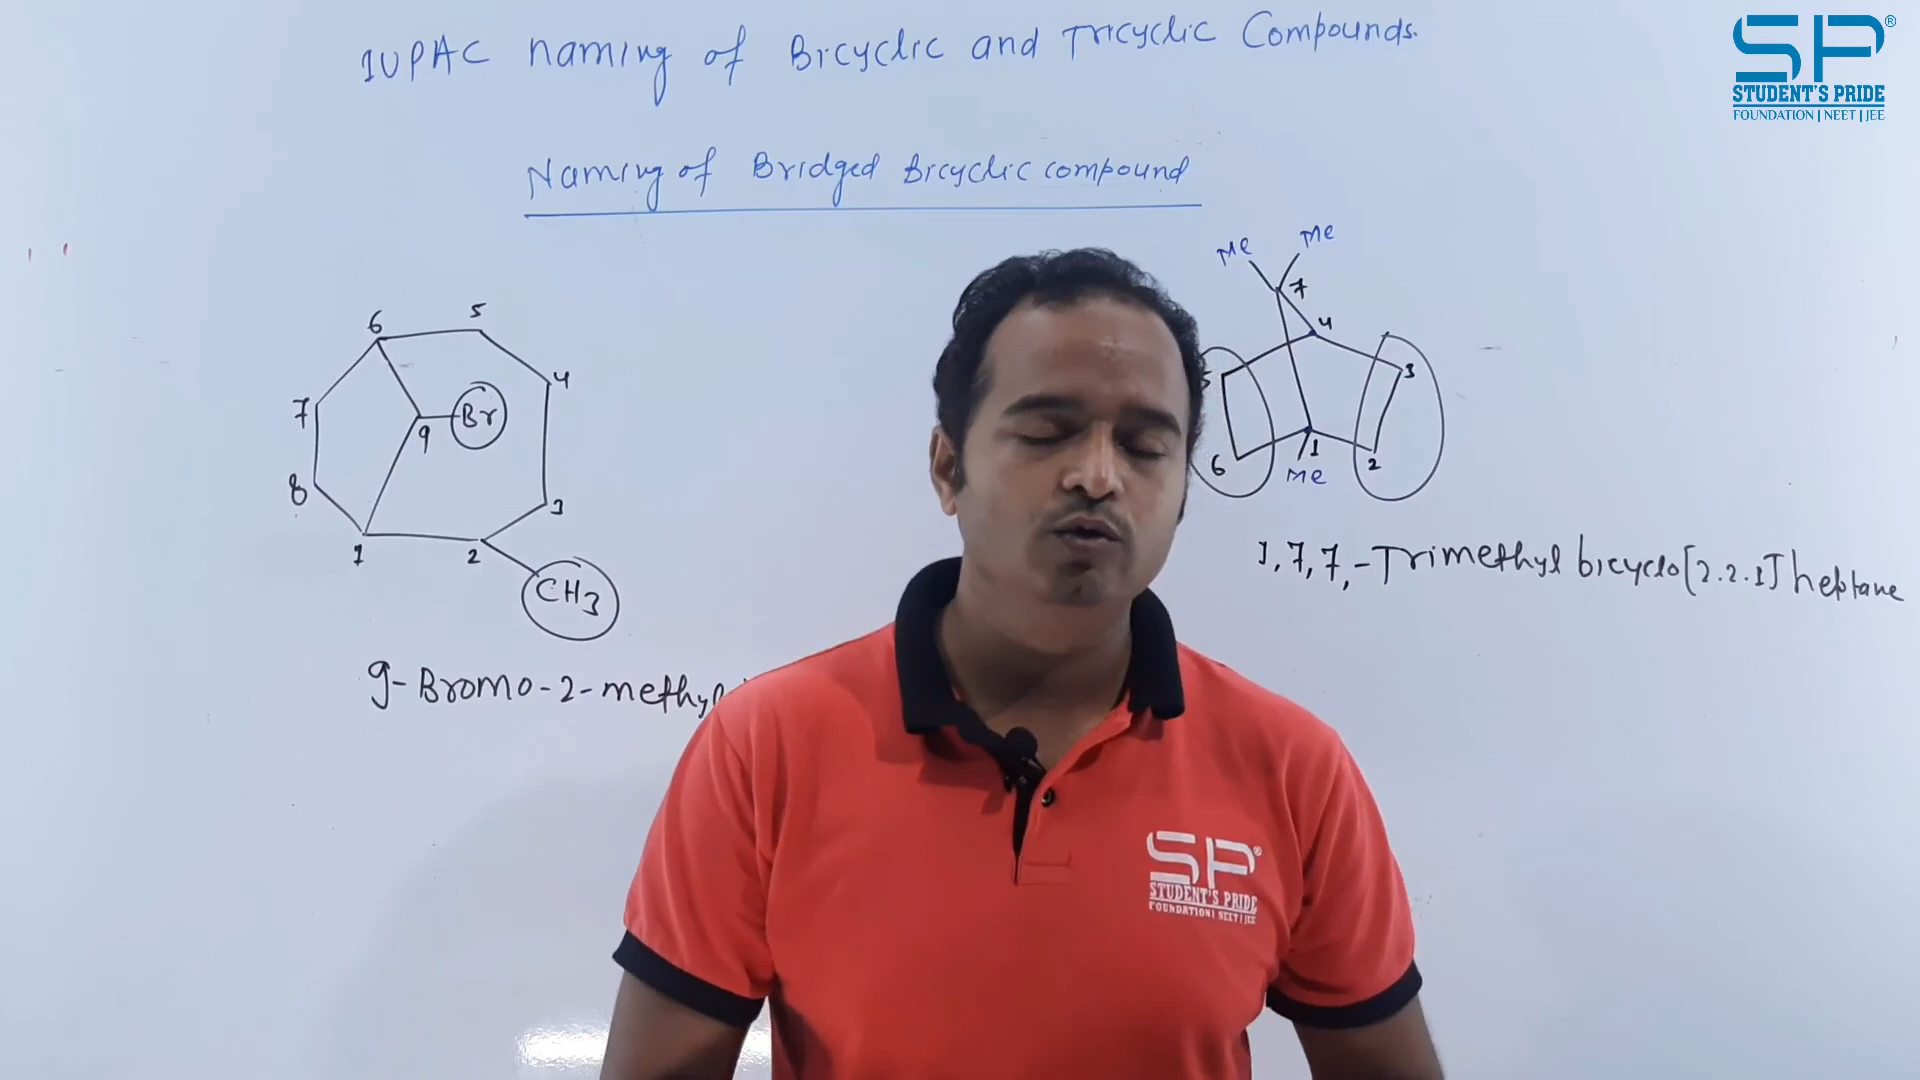 IUPAC naming of Bicyclic and Tricyclic Compounds.
SP®
STUDENT'S PRIDE
FOUNDATION | NEET | JEE
Naming of Bridged Bicyclic compound
6 5
4
7
Br
9
8
3
1 2
CH3
9-Bromo-2-methyl
Me Me
7
4
5 3
6 1 2
Me
1,7,7,-Trimethyl bicyclo[2.2.1]heptane
SP®
STUDENT'S PRIDE
FOUNDATION | NEET | JEE